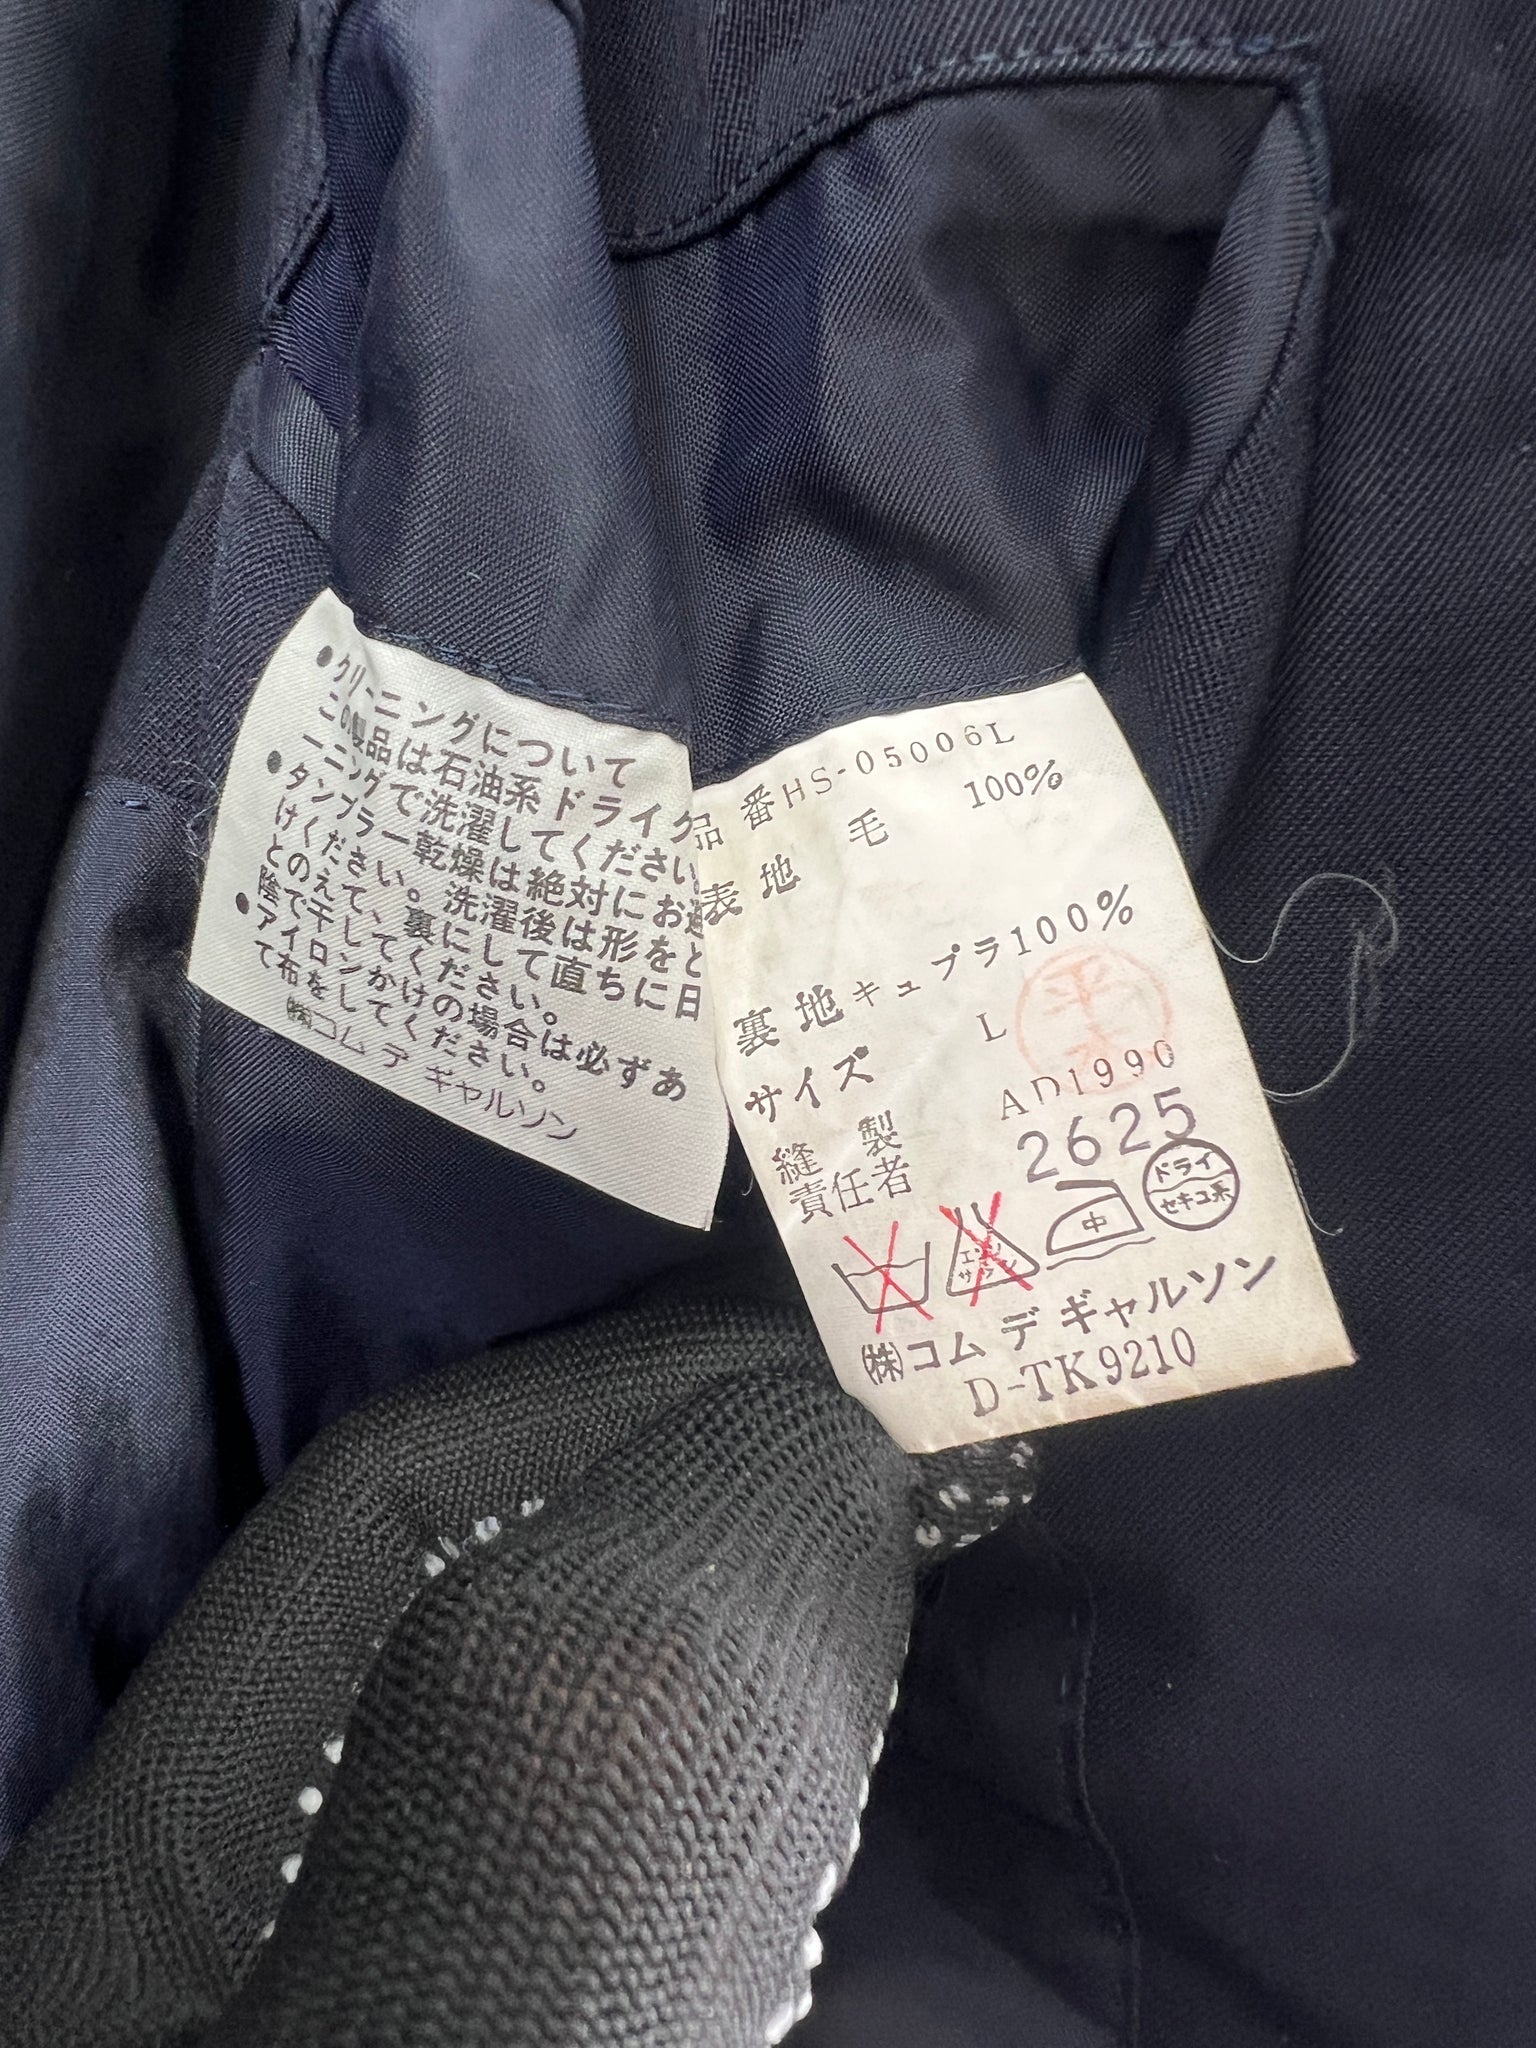 ●クリーニングについて
この製品は石油系ドライク
ーニングで洗濯してください。
●タンブラー乾燥は絶対にお避
けください。洗濯後は形をと
とのえて、裏にして直ちに日
陰で干してください。
●アイロンかけの場合は必ずあ
て布をしてください。
㈱コム デ ギャルソン
品番HS-05006L
表地 毛 100%
裏地キュプラ100%
サイズ L
AD1990
縫製
責任者 2625
平
エンソ
サラシ
中
ドライ
セキユ系
㈱コム デ ギャルソン
D-TK9210